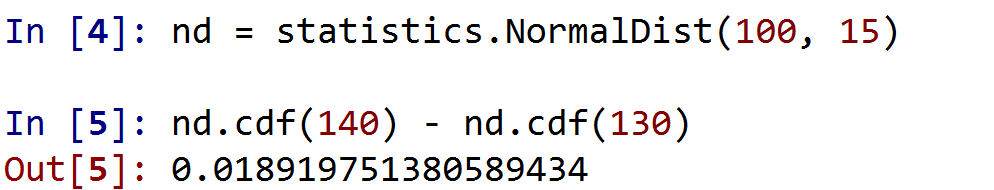 In [4]: nd = statistics.NormalDist(100, 15)
In [5]: nd.cdf(140) - nd.cdf(130)
Out[5]: 0.018919751380589434